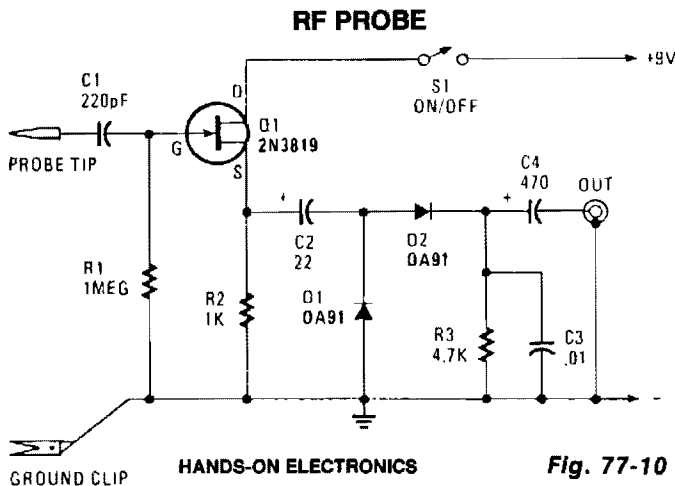 RF PROBE
+9V
S1
ON/OFF
C1
220pF
D
Q1
2N3819
G
S
PROBE TIP
C4
470
OUT
+
+
C2
22
D2
OA91
R1
1MEG
R2
1K
D1
OA91
R3
4.7K
C3
.01
-
GROUND CLIP
HANDS-ON ELECTRONICS
Fig. 77-10